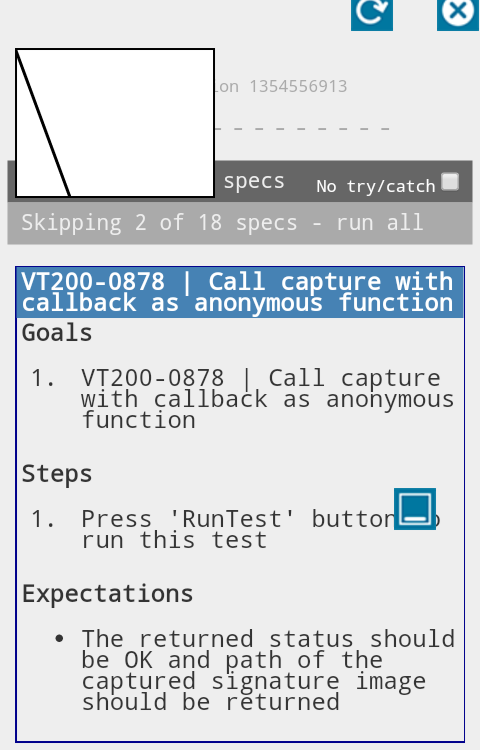 ion 1354556913
- - - - - - - - - -
specs No try/catch
Skipping 2 of 18 specs - run all
VT200-0878 | Call capture with
callback as anonymous function
Goals
1. VT200-0878 | Call capture
with callback as anonymous
function
Steps
1. Press 'RunTest' button
run this test
Expectations
• The returned status should
be OK and path of the
captured signature image
should be returned